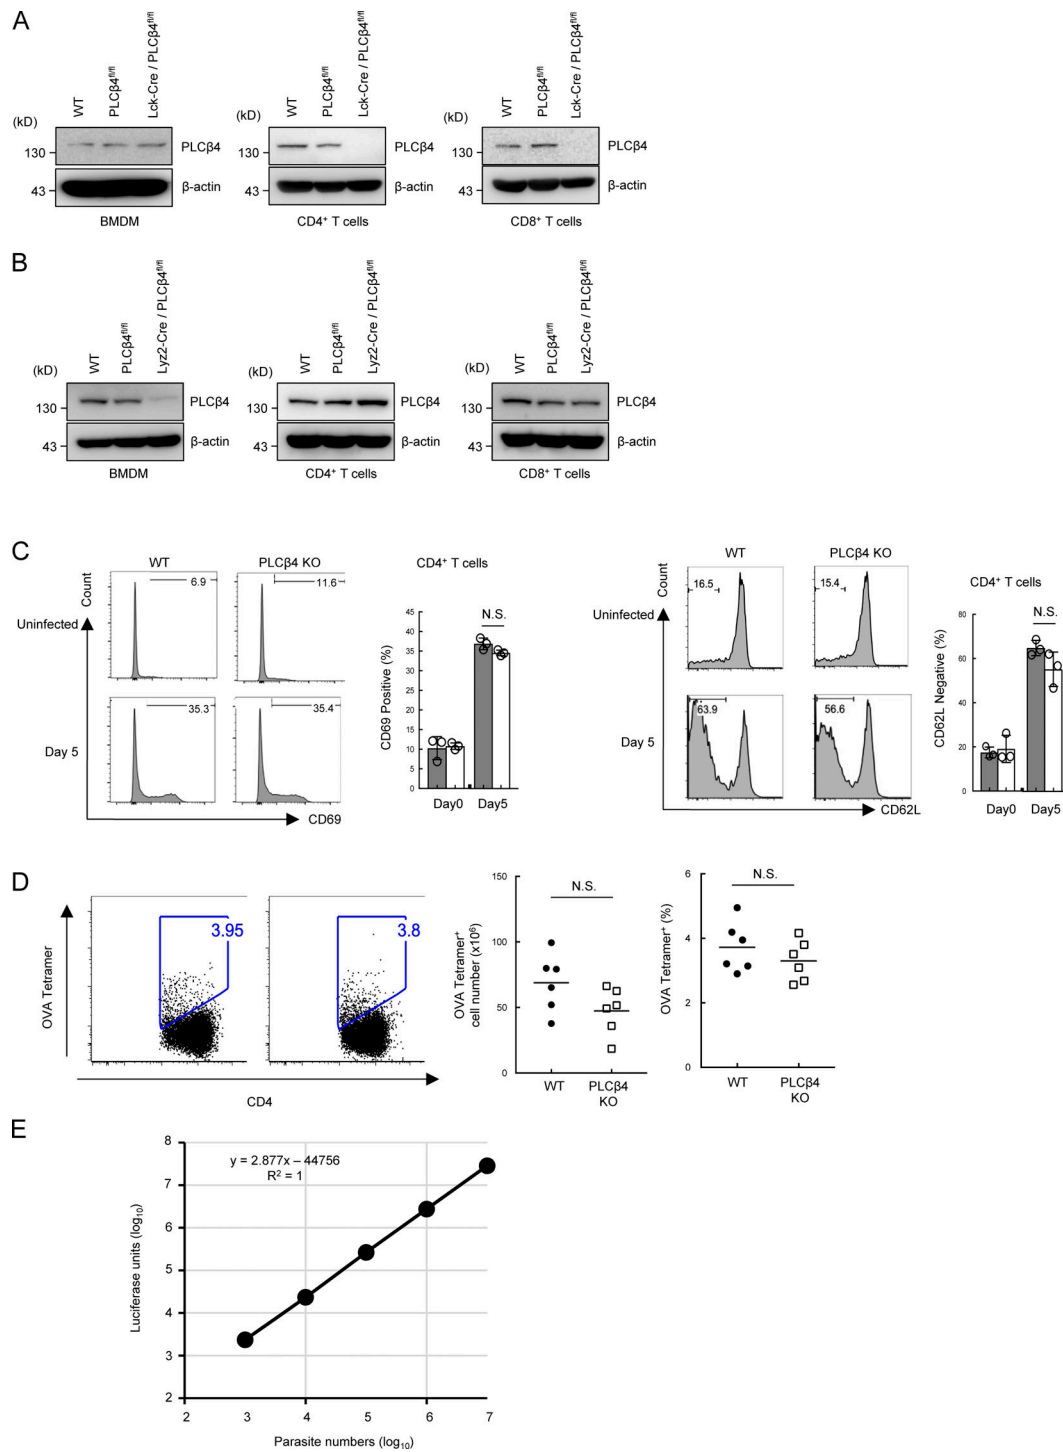 A
WT
PLCβ4fl/fl
Lck-Cre / PLCβ4fl/fl
WT
PLCβ4fl/fl
Lck-Cre / PLCβ4fl/fl
WT
PLCβ4fl/fl
Lck-Cre / PLCβ4fl/fl
(kD)
130
PLCβ4
43
β-actin
BMDM
(kD)
130
PLCβ4
43
β-actin
CD4+ T cells
(kD)
130
PLCβ4
43
β-actin
CD8+ T cells
B
WT
PLCβ4fl/fl
Lyz2-Cre / PLCβ4fl/fl
WT
PLCβ4fl/fl
Lyz2-Cre / PLCβ4fl/fl
WT
PLCβ4fl/fl
Lyz2-Cre / PLCβ4fl/fl
(kD)
130
PLCβ4
43
β-actin
BMDM
(kD)
130
PLCβ4
43
β-actin
CD4+ T cells
(kD)
130
PLCβ4
43
β-actin
CD8+ T cells
C
WT
PLCβ4 KO
Count
Uninfected
6.9
11.6
Day 5
35.3
35.4
CD69
CD4+ T cells
N.S.
CD69 Positive (%)
45
40
35
30
25
20
15
10
5
0
Day0
Day5
WT
PLCβ4 KO
Count
Uninfected
16.5
15.4
Day 5
63.9
56.6
CD62L
CD4+ T cells
N.S.
CD62L Negative (%)
80
60
40
20
0
Day0
Day5
D
OVA Tetramer
3.95
3.8
CD4
OVA Tetramer+
cell number (x10⁶)
150
100
50
0
N.S.
WT
PLCβ4
KO
OVA Tetramer+ (%)
6
4
2
0
N.S.
WT
PLCβ4
KO
E
y = 2.877x – 44756
R² = 1
Luciferase units (log₁₀)
8
7
6
5
4
3
2
2
3
4
5
6
7
Parasite numbers (log₁₀)